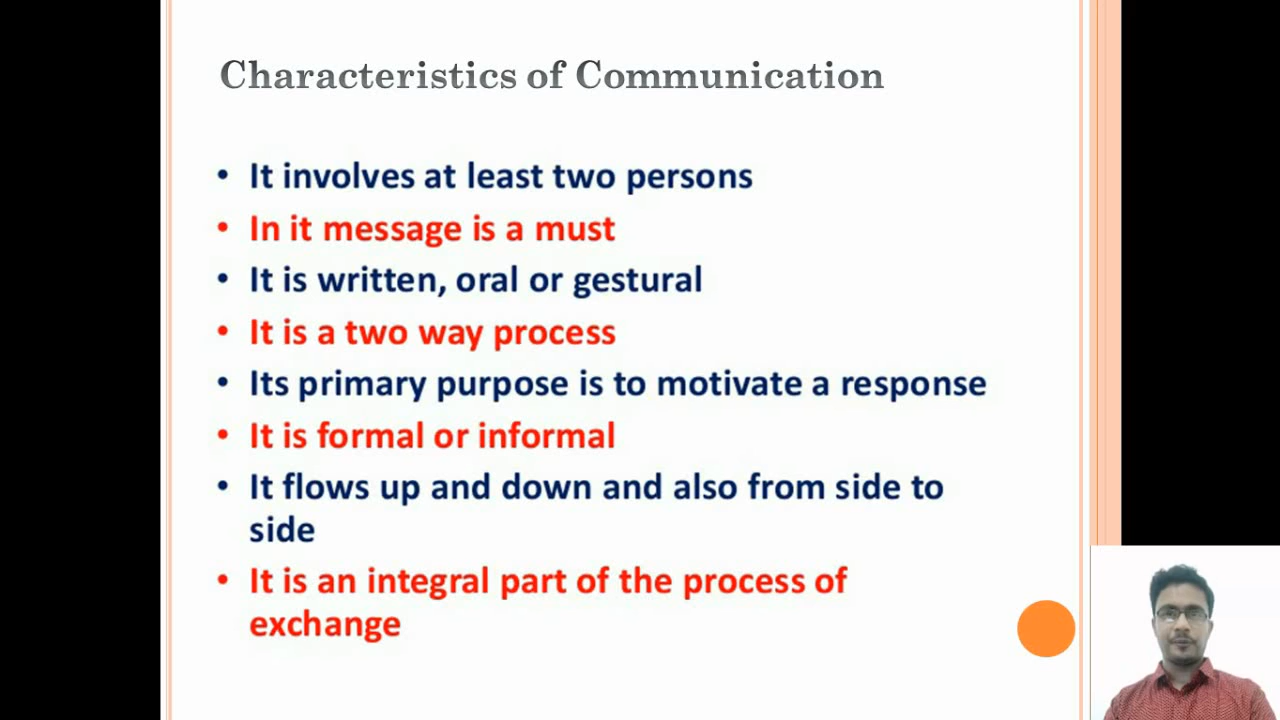 Characteristics of Communication
• It involves at least two persons
• In it message is a must
• It is written, oral or gestural
• It is a two way process
• Its primary purpose is to motivate a response
• It is formal or informal
• It flows up and down and also from side to
side
• It is an integral part of the process of
exchange